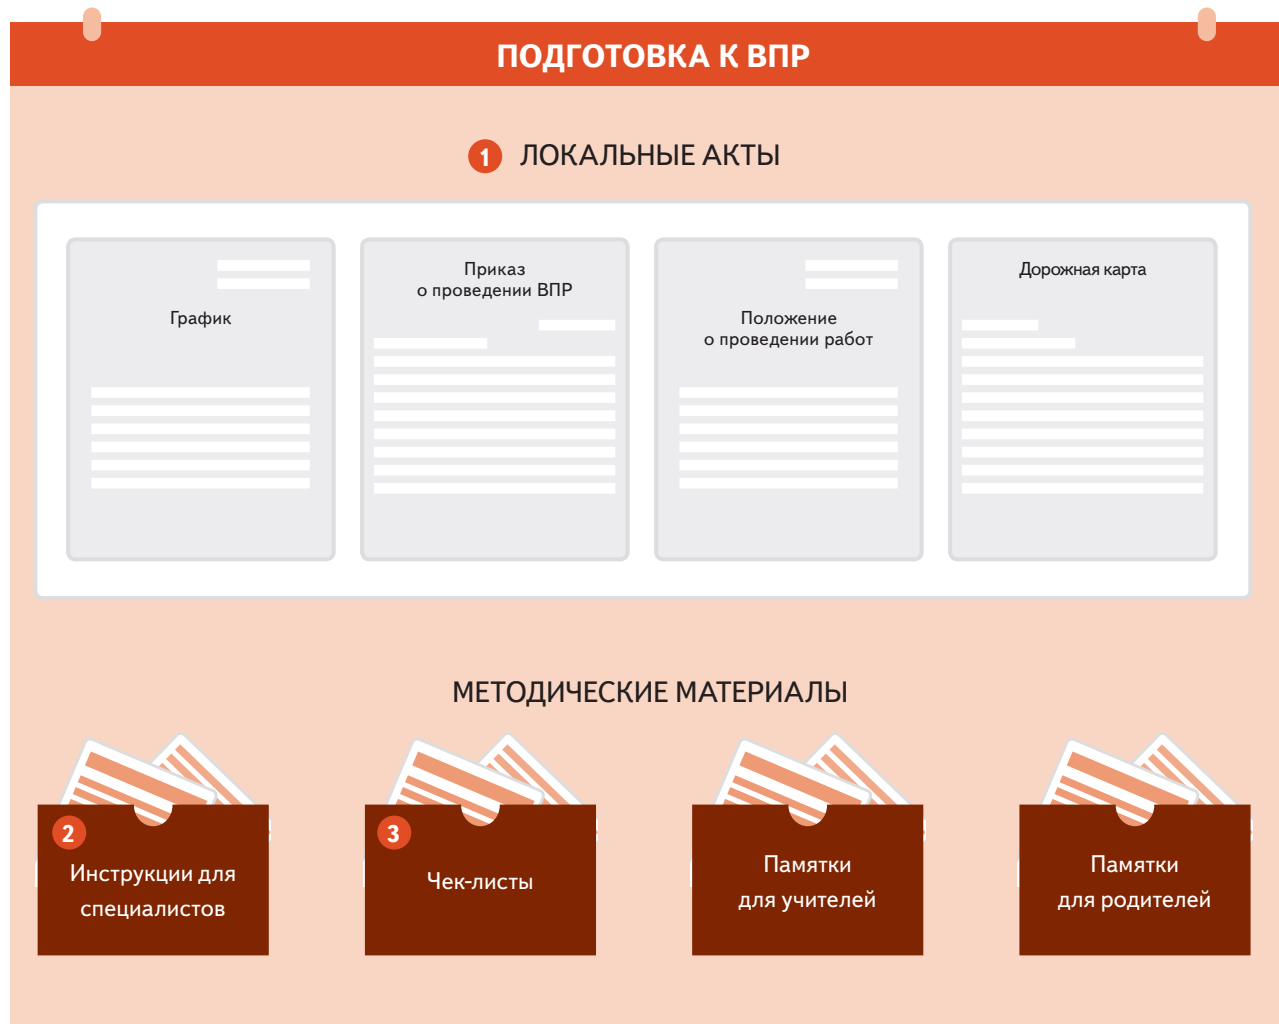 ПОДГОТОВКА К ВПР
1 ЛОКАЛЬНЫЕ АКТЫ
График
Приказ
о проведении ВПР
Положение
о проведении работ
Дорожная карта
МЕТОДИЧЕСКИЕ МАТЕРИАЛЫ
2
Инструкции для
специалистов
3
Чек-листы
Памятки
для учителей
Памятки
для родителей